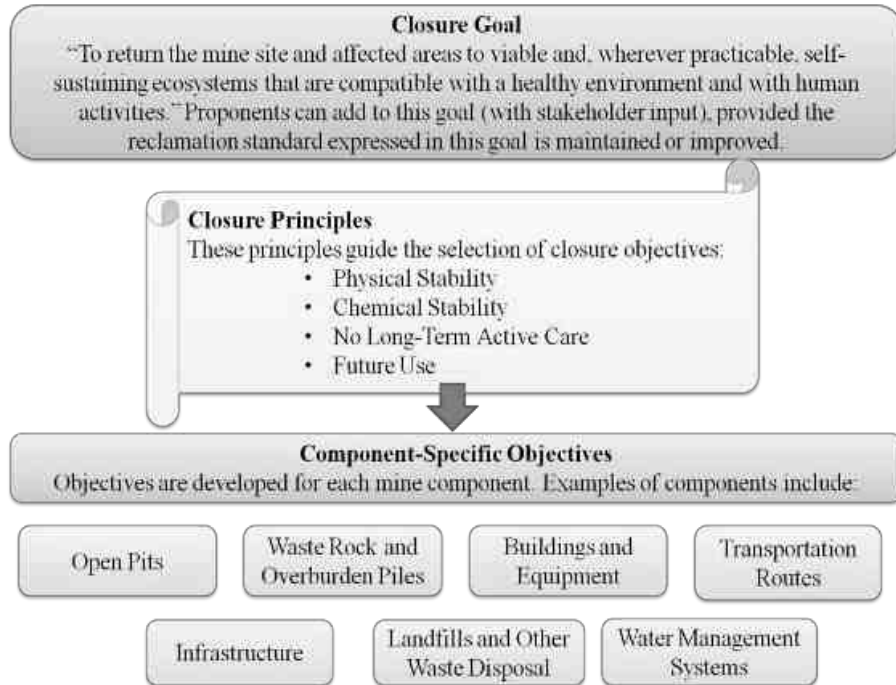 Closure Goal
“To return the mine site and affected areas to viable and, wherever practicable, self-
sustaining ecosystems that are compatible with a healthy environment and with human
activities.” Proponents can add to this goal (with stakeholder input), provided the
reclamation standard expressed in this goal is maintained or improved.
Closure Principles
These principles guide the selection of closure objectives:
• Physical Stability
• Chemical Stability
• No Long-Term Active Care
• Future Use
Component-Specific Objectives
Objectives are developed for each mine component. Examples of components include:
Open Pits
Waste Rock and
Overburden Piles
Buildings and
Equipment
Transportation
Routes
Infrastructure
Landfills and Other
Waste Disposal
Water Management
Systems